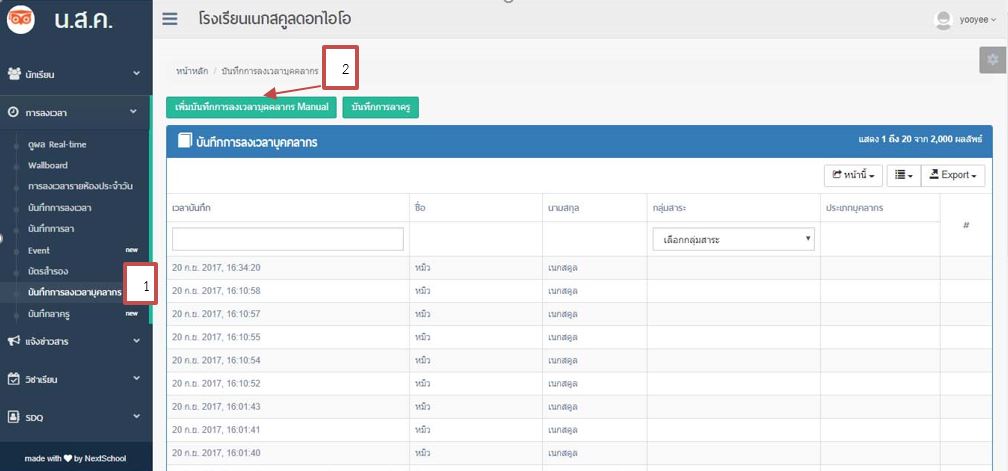 น.ส.ค.
โรงเรียนเนกสคูลดอทไอโอ
yooyee
หน้าหลัก / บันทึกการลงเวลาบุคคลากร
2
นักเรียน
เพิ่มบันทึกการลงเวลาบุคคลากร Manual
บันทึกการลาครู
การลงเวลา
บันทึกการลงเวลาบุคคลากร
แสดง 1 ถึง 20 จาก 2,000 ผลลัพธ์
ดูผล Real-time
Wallboard
การลงเวลารายห้องประจำวัน
บันทึกการลงเวลา
บันทึกการลา
Event new
บัตรสำรอง
บันทึกการลงเวลาบุคลากร
1
บันทึกลาครู new
แจ้งข่าวสาร
วิชาเรียน
SDQ
made with by NextSchool
หน้านี้
Export
เวลาบันทึก ชื่อ นามสกุล กลุ่มสาระ ประเภทบุคลากร #
เลือกกลุ่มสาระ
20 ก.ย. 2017, 16:34:20 หมิว เนกสคูล
20 ก.ย. 2017, 16:10:58 หมิว เนกสคูล
20 ก.ย. 2017, 16:10:57 หมิว เนกสคูล
20 ก.ย. 2017, 16:10:55 หมิว เนกสคูล
20 ก.ย. 2017, 16:10:54 หมิว เนกสคูล
20 ก.ย. 2017, 16:10:52 หมิว เนกสคูล
20 ก.ย. 2017, 16:01:43 หมิว เนกสคูล
20 ก.ย. 2017, 16:01:41 หมิว เนกสคูล
20 ก.ย. 2017, 16:01:40 หมิว เนกสคูล